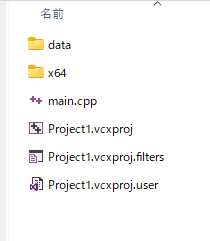 名前
data
x64
main.cpp
Project1.vcxproj
Project1.vcxproj.filters
Project1.vcxproj.user